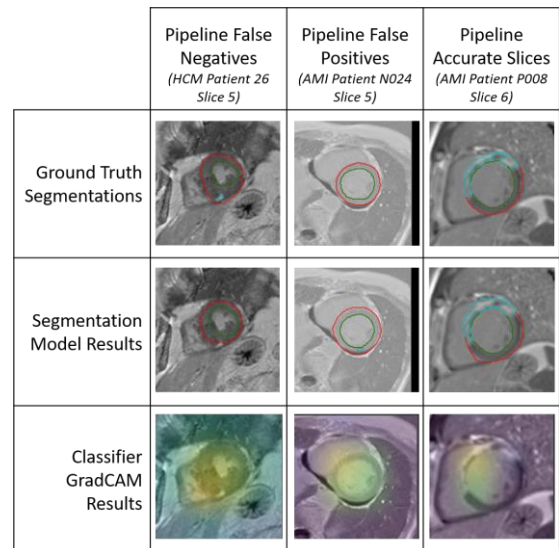 Pipeline False
Negatives
(HCM Patient 26
Slice 5)
Pipeline False
Positives
(AMI Patient N024
Slice 5)
Pipeline
Accurate Slices
(AMI Patient P008
Slice 6)
Ground Truth
Segmentations
Segmentation
Model Results
Classifier
GradCAM
Results